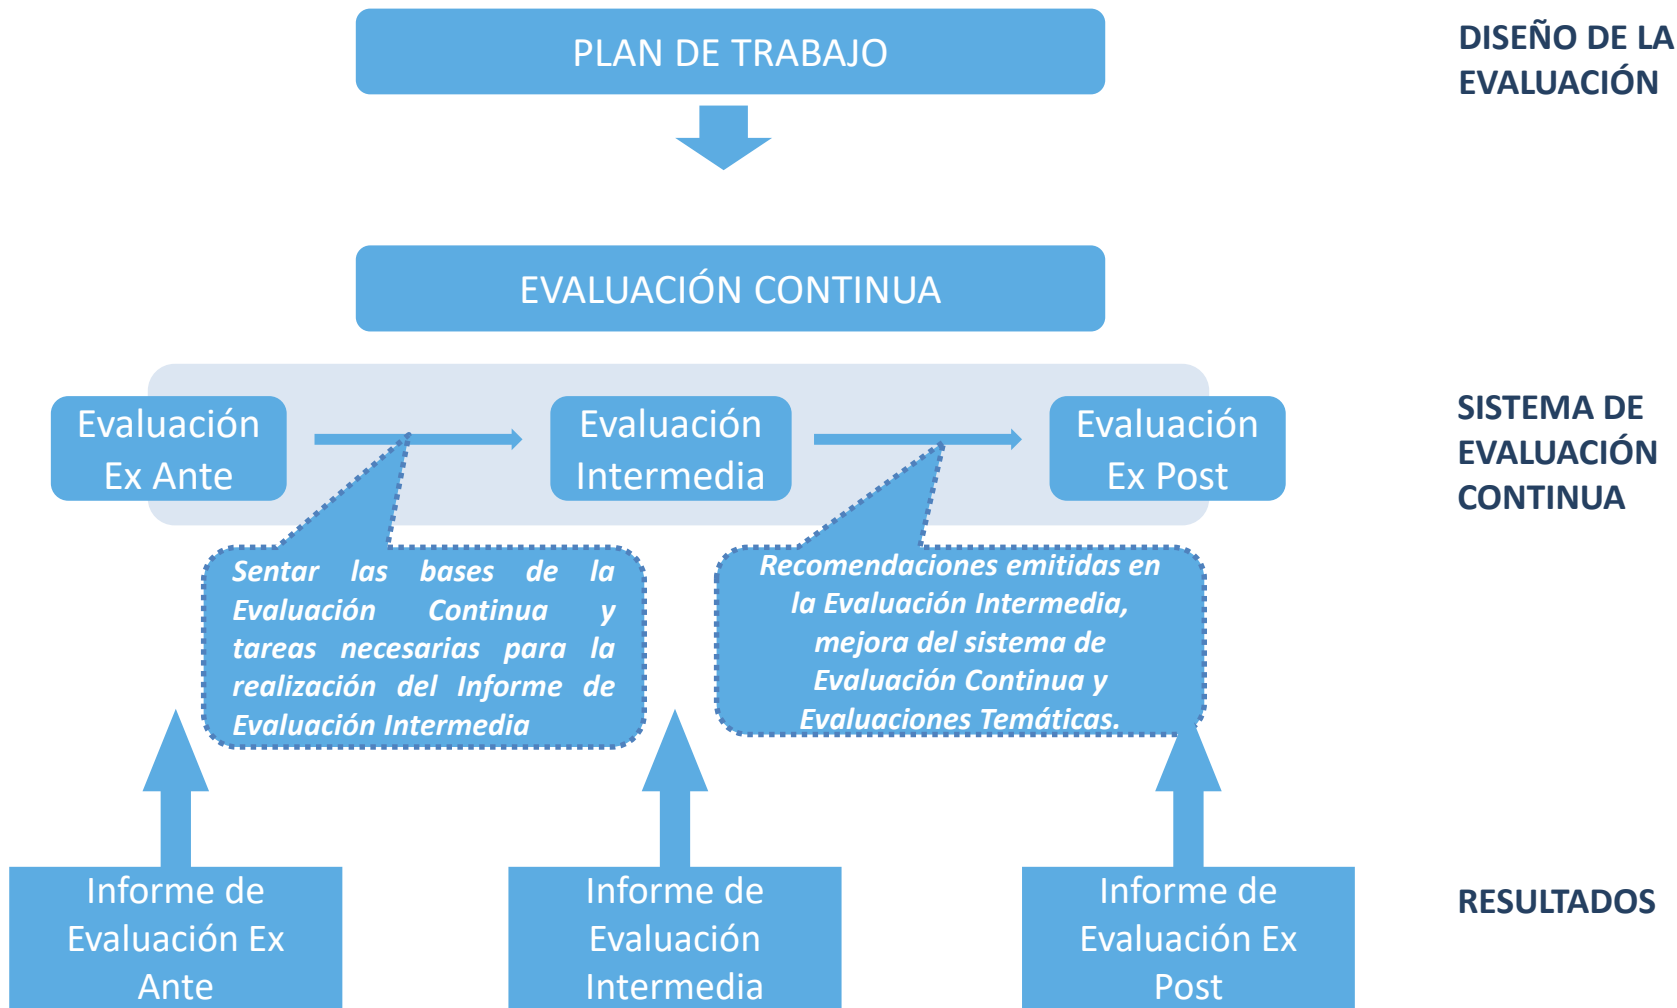 PLAN DE TRABAJO
DISEÑO DE LA
EVALUACIÓN
EVALUACIÓN CONTINUA
Evaluación
Ex Ante
Evaluación
Intermedia
Evaluación
Ex Post
SISTEMA DE
EVALUACIÓN
CONTINUA
Sentar las bases de la
Evaluación Continua y
tareas necesarias para la
realización del Informe de
Evaluación Intermedia
Recomendaciones emitidas en
la Evaluación Intermedia,
mejora del sistema de
Evaluación Continua y
Evaluaciones Temáticas.
Informe de
Evaluación Ex
Ante
Informe de
Evaluación
Intermedia
Informe de
Evaluación Ex
Post
RESULTADOS